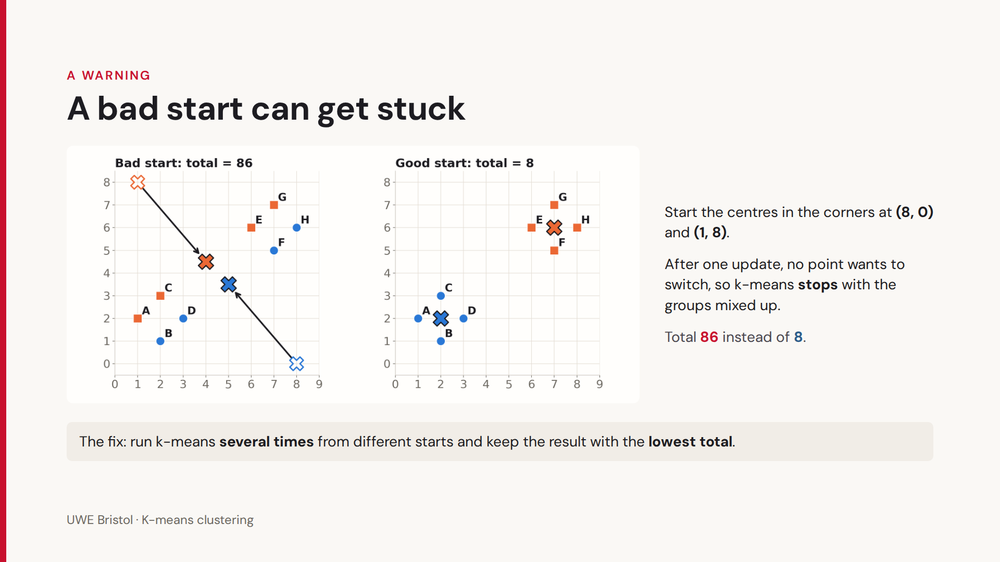 A WARNING
A bad start can get stuck
Bad start: total = 86
8
7
6
5
4
3
2
1
0
0 1 2 3 4 5 6 7 8 9
G
E
H
F
C
A
D
B
Good start: total = 8
8
7
6
5
4
3
2
1
0
0 1 2 3 4 5 6 7 8 9
G
E
H
F
C
A
D
B
Start the centres in the corners at (8, 0)
and (1, 8).
After one update, no point wants to
switch, so k-means stops with the
groups mixed up.
Total 86 instead of 8.
The fix: run k-means several times from different starts and keep the result with the lowest total.
UWE Bristol · K-means clustering